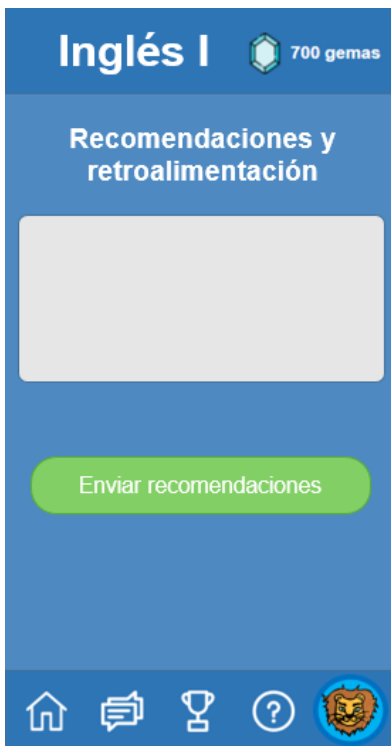 Inglés I
700 gemas
Recomendaciones y
retroalimentación
Enviar recomendaciones
?